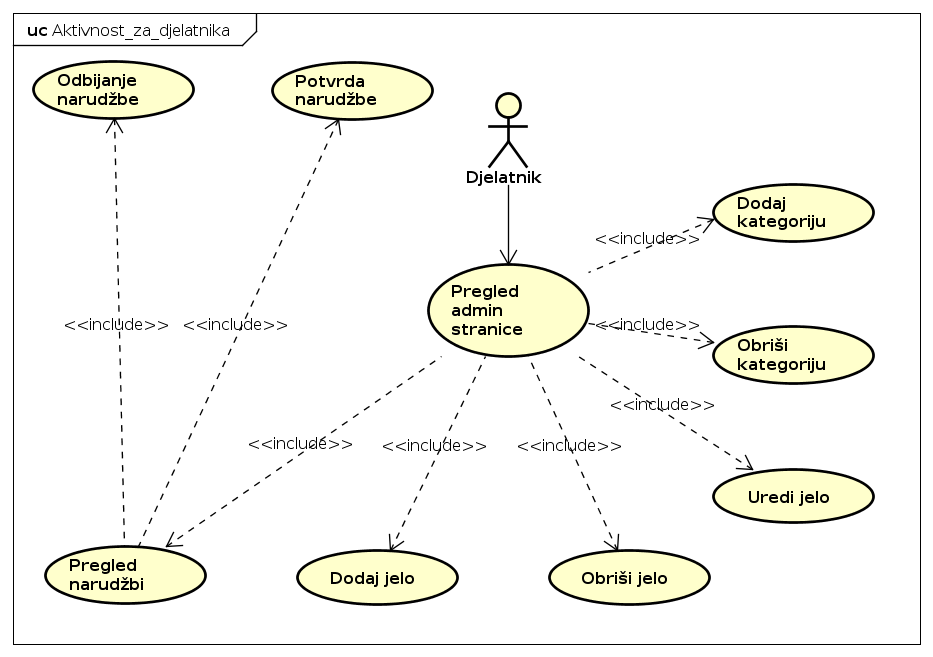 uc Aktivnost_za_djelatnika
Odbijanje
narudžbe
Potvrda
narudžbe
Djelatnik
Dodaj
kategoriju
<<include>>
Pregled
admin
stranice
<<include>>
<<include>>
<<include>>
Obriši
kategoriju
<<include>>
<<include>>
<<include>>
<<include>>
Uredi jelo
Pregled
narudžbi
Dodaj jelo
Obriši jelo